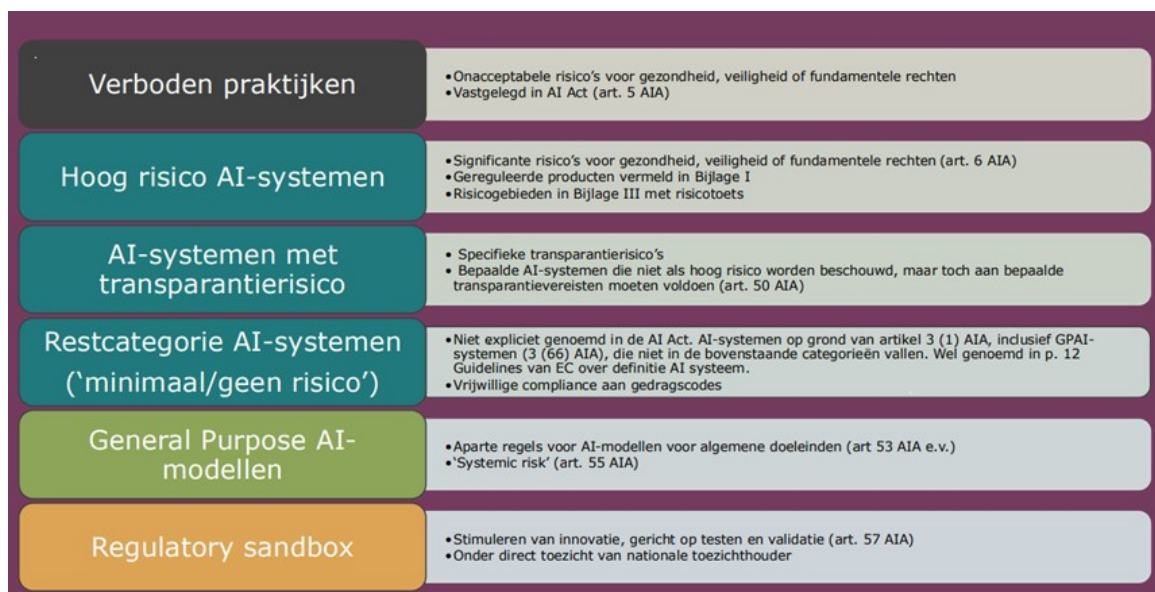 Verboden praktijken
•Onacceptabele risico's voor gezondheid, veiligheid of fundamentele rechten
•Vastgelegd in AI Act (art. 5 AIA)
Hoog risico AI-systemen
•Significante risico's voor gezondheid, veiligheid of fundamentele rechten (art. 6 AIA)
•Gereguleerde producten vermeld in Bijlage I
•Risicogebieden in Bijlage III met risicotoets
AI-systemen met
transparantierisico
• Specifieke transparantierisico's
• Bepaalde AI-systemen die niet als hoog risico worden beschouwd, maar toch aan bepaalde
transparantievereisten moeten voldoen (art. 50 AIA)
Restcategorie AI-systemen
('minimaal/geen risico')
•Niet expliciet genoemd in de AI Act. AI-systemen op grond van artikel 3 (1) AIA, inclusief GPAI-
systemen (3 (66) AIA), die niet in de bovenstaande categorieën vallen. Wel genoemd in p. 12
Guidelines van EC over definitie AI systeem.
•Vrijwillige compliance aan gedragscodes
General Purpose AI-
modellen
•Aparte regels voor AI-modellen voor algemene doeleinden (art 53 AIA e.v.)
•'Systemic risk' (art. 55 AIA)
Regulatory sandbox
•Stimuleren van innovatie, gericht op testen en validatie (art. 57 AIA)
•Onder direct toezicht van nationale toezichthouder